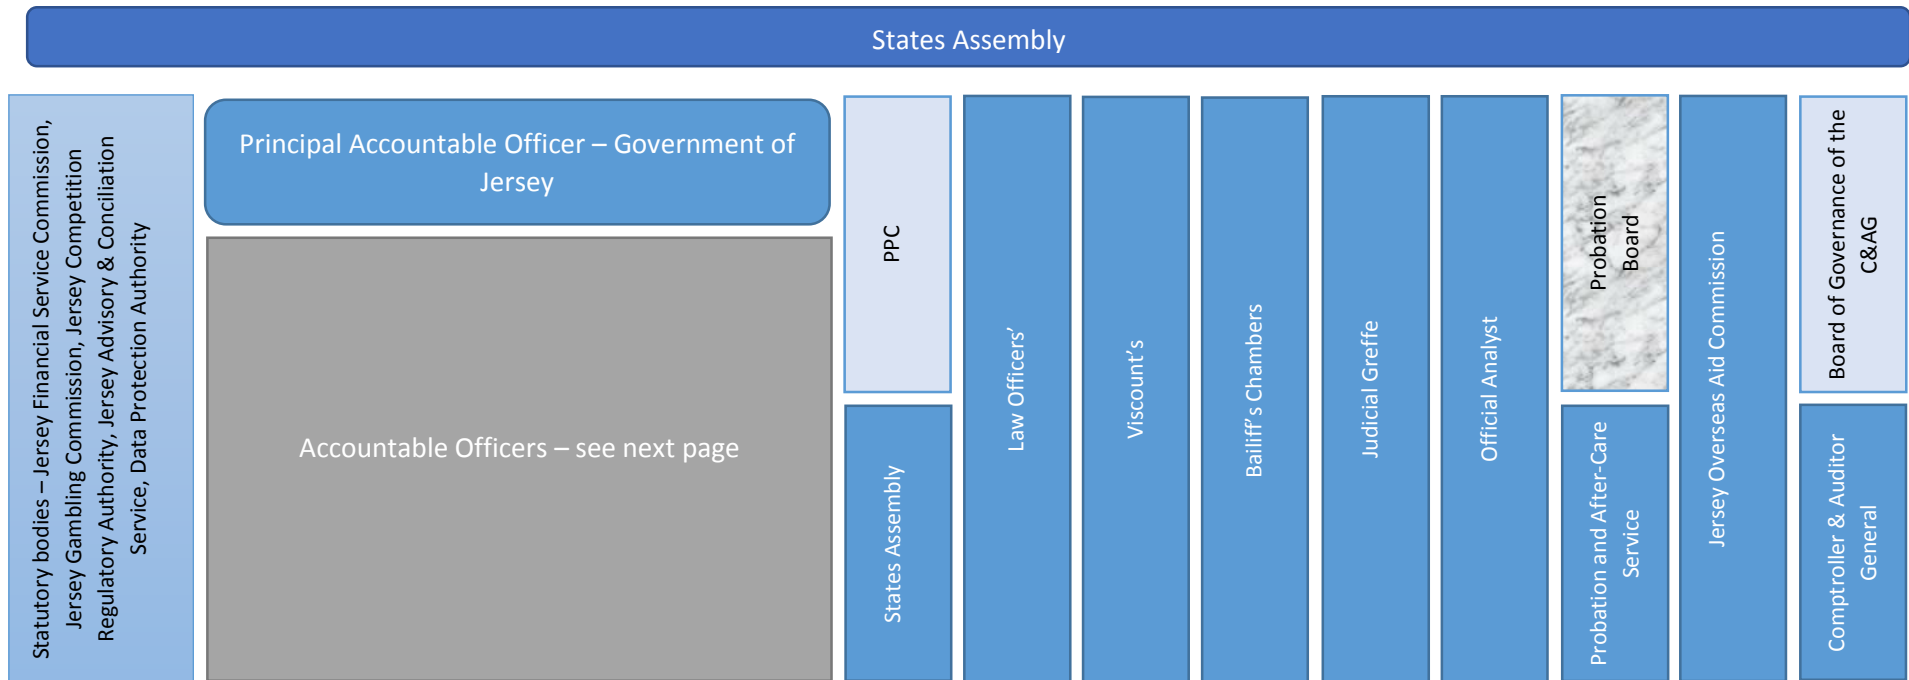 States Assembly
Statutory bodies – Jersey Financial Service Commission,
Jersey Gambling Commission, Jersey Competition
Regulatory Authority, Jersey Advisory & Conciliation
Service, Data Protection Authority
Principal Accountable Officer – Government of
Jersey
Accountable Officers – see next page
PPC
States Assembly
Law Officers’
Viscount’s
Bailiff’s Chambers
Judicial Greffe
Official Analyst
Probation
Board
Probation and After-Care
Service
Jersey Overseas Aid Commission
Board of Governance of the
C&AG
Comptroller & Auditor
General